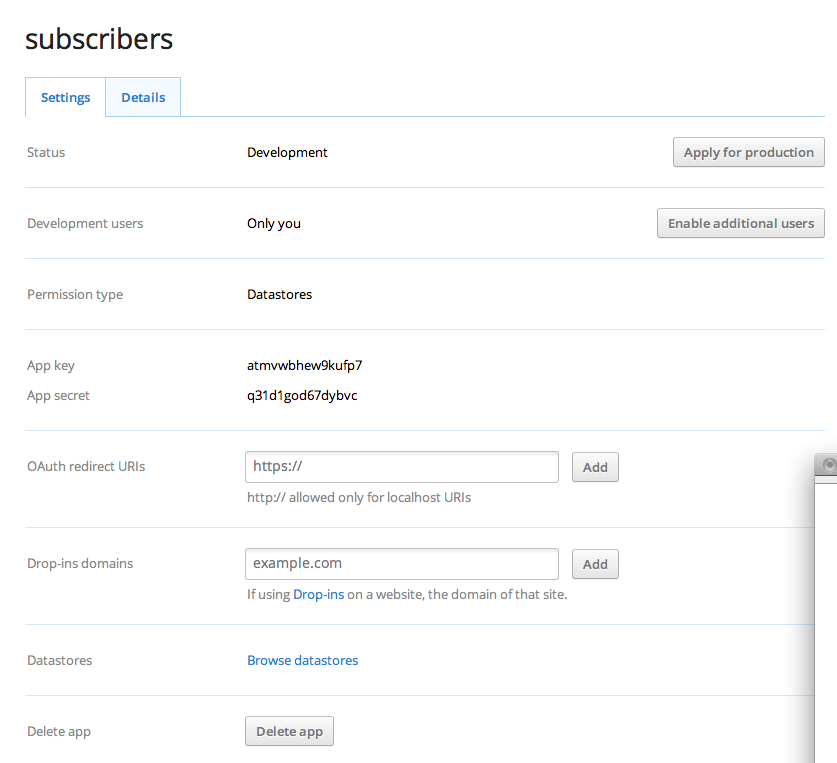 subscribers
Settings Details
Status Development Apply for production
Development users Only you Enable additional users
Permission type Datastores
App key atmvwbhew9kufp7
App secret q31d1god67dybvc
OAuth redirect URIs https:// Add
http:// allowed only for localhost URIs
Drop-ins domains example.com Add
If using Drop-ins on a website, the domain of that site.
Datastores Browse datastores
Delete app Delete app